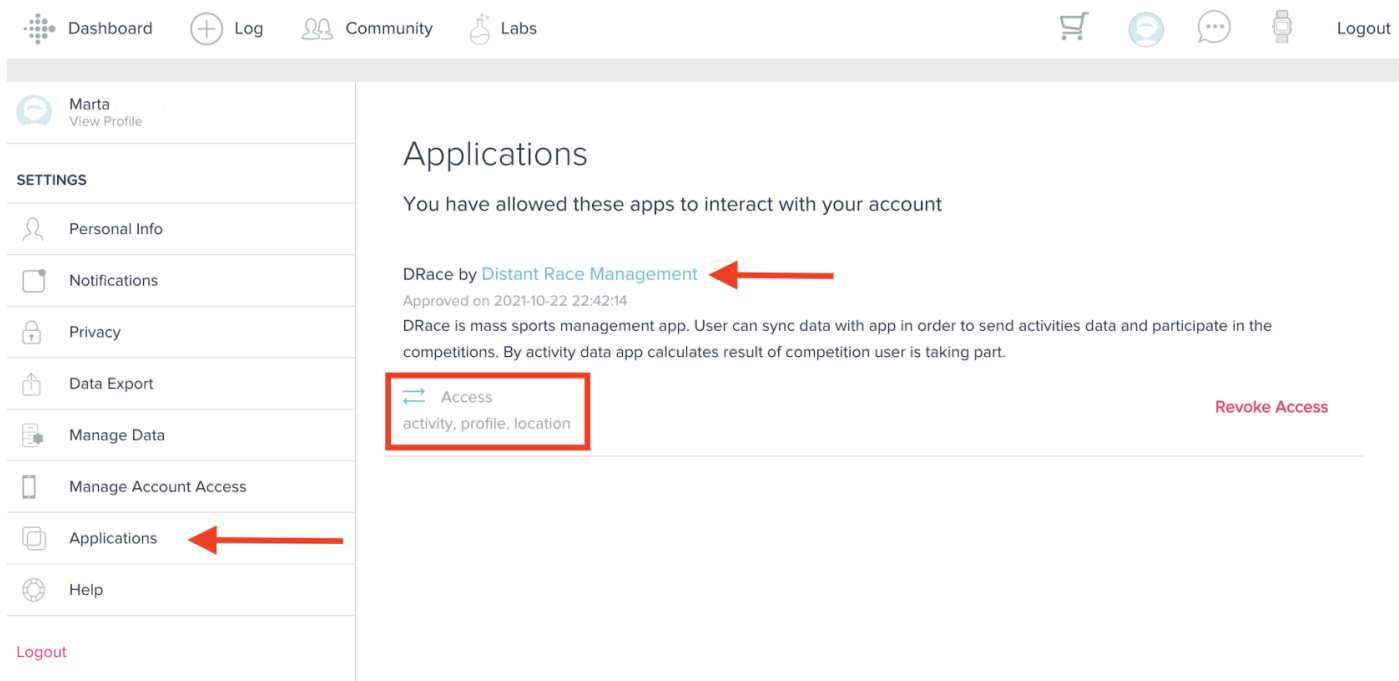 Dashboard Log Community Labs Logout
Marta
View Profile
SETTINGS
Personal Info
Notifications
Privacy
Data Export
Manage Data
Manage Account Access
Applications
Help
Logout
Applications
You have allowed these apps to interact with your account
DRace by Distant Race Management
Approved on 2021-10-22 22:42:14
DRace is mass sports management app. User can sync data with app in order to send activities data and participate in the
competitions. By activity data app calculates result of competition user is taking part.
Access
activity, profile, location
Revoke Access